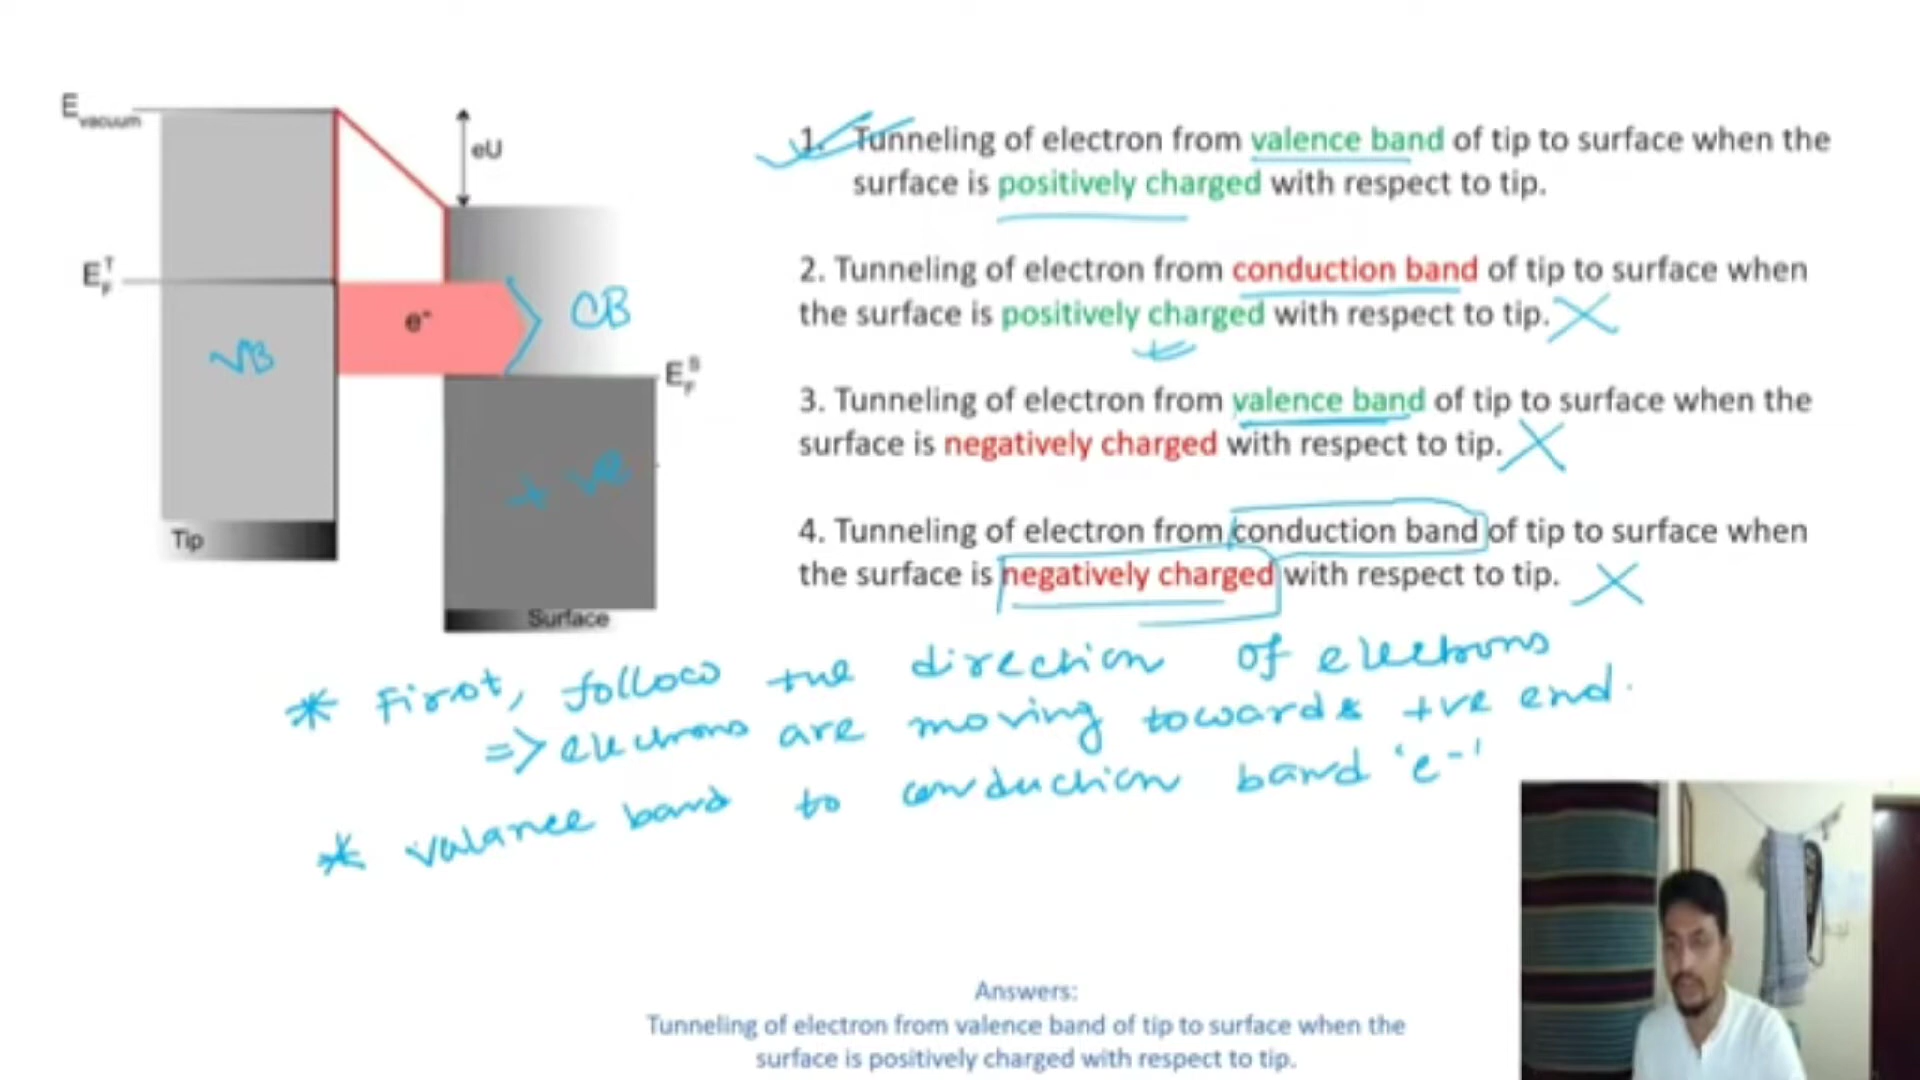 E vacuum
eU
E F T
e-
CB
VB
E F S
+ ve
Tip
Surface
1. Tunneling of electron from valence band of tip to surface when the
surface is positively charged with respect to tip.
2. Tunneling of electron from conduction band of tip to surface when
the surface is positively charged with respect to tip.
3. Tunneling of electron from valence band of tip to surface when the
surface is negatively charged with respect to tip.
4. Tunneling of electron from conduction band of tip to surface when
the surface is negatively charged with respect to tip.
* First, follow the direction of electrons
=> electrons are moving towards +ve end.
* valance band to conduction band 'e-'
Answers:
Tunneling of electron from valence band of tip to surface when the
surface is positively charged with respect to tip.